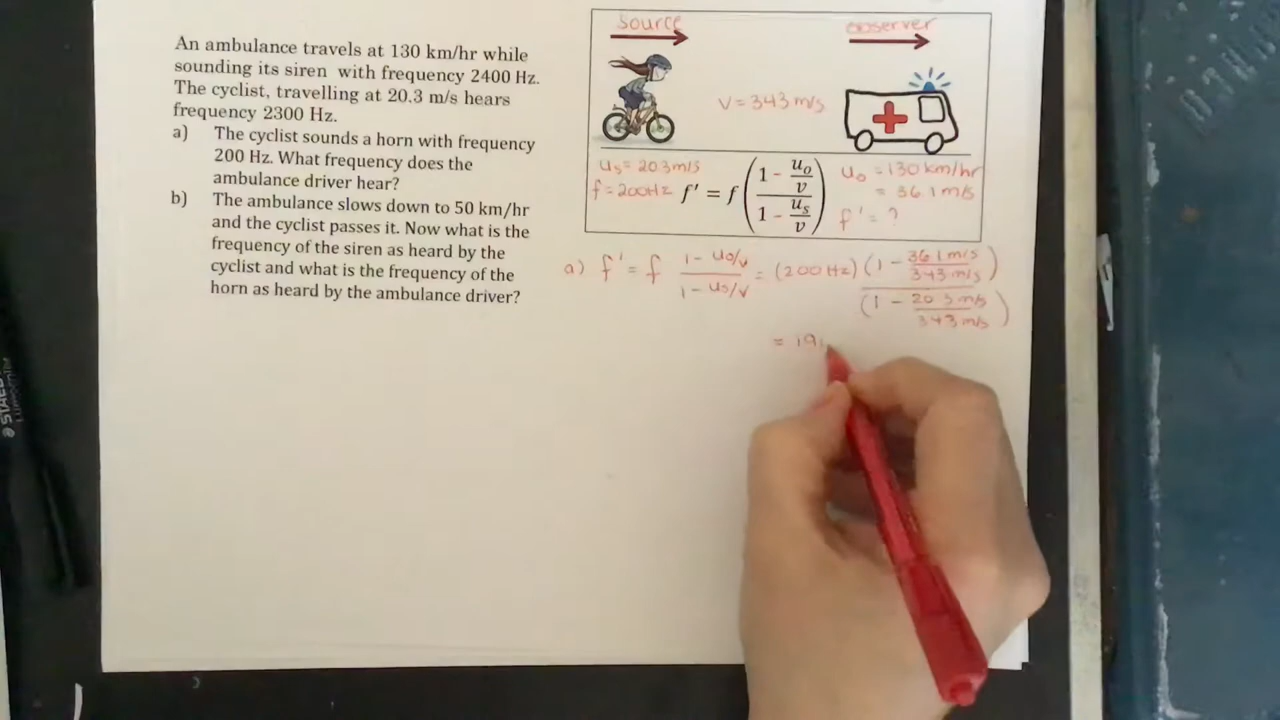 An ambulance travels at 130 km/hr while
sounding its siren with frequency 2400 Hz.
The cyclist, travelling at 20.3 m/s hears
frequency 2300 Hz.
a) The cyclist sounds a horn with frequency
200 Hz. What frequency does the
ambulance driver hear?
b) The ambulance slows down to 50 km/hr
and the cyclist passes it. Now what is the
frequency of the siren as heard by the
cyclist and what is the frequency of the
horn as heard by the ambulance driver?
source observer
V = 343 m/s
us = 20.3 m/s
f = 200 Hz
f' = f ( (1 - uo/v) / (1 - us/v) )
uo = 130 km/hr
= 36.1 m/s
f' = ?
a) f' = f (1 - uo/v) / (1 - us/v) = (200 Hz) (1 - 36.1 m/s / 343 m/s) / (1 - 20.3 m/s / 343 m/s)
= 19
STAED